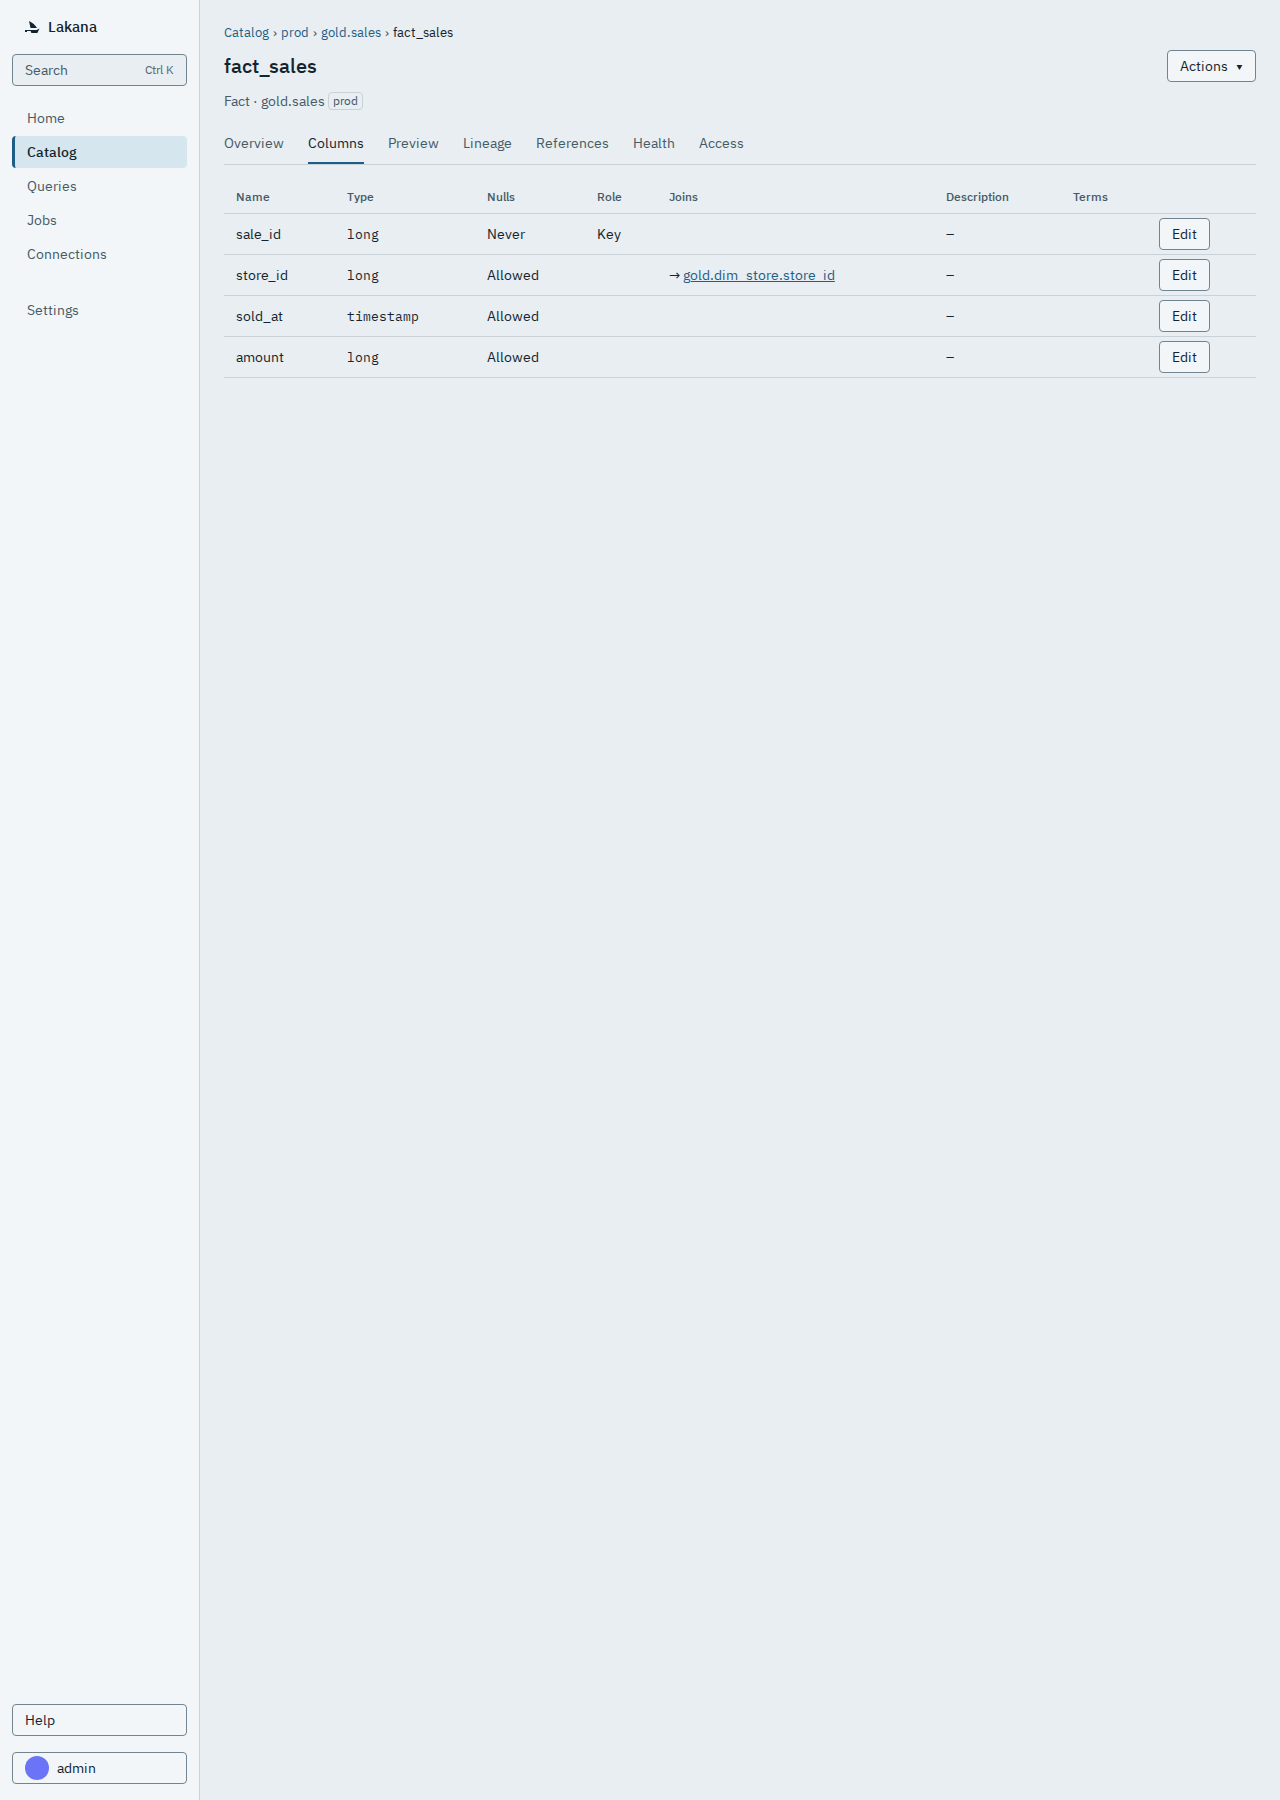 Lakana
Search Ctrl K
Home
Catalog
Queries
Jobs
Connections
Settings
Help
admin
Catalog › prod › gold.sales › fact_sales
fact_sales
Actions ▾
Fact · gold.sales prod
Overview Columns Preview Lineage References Health Access
Name Type Nulls Role Joins Description Terms
sale_id long Never Key – Edit
store_id long Allowed → gold.dim_store.store_id – Edit
sold_at timestamp Allowed – Edit
amount long Allowed – Edit